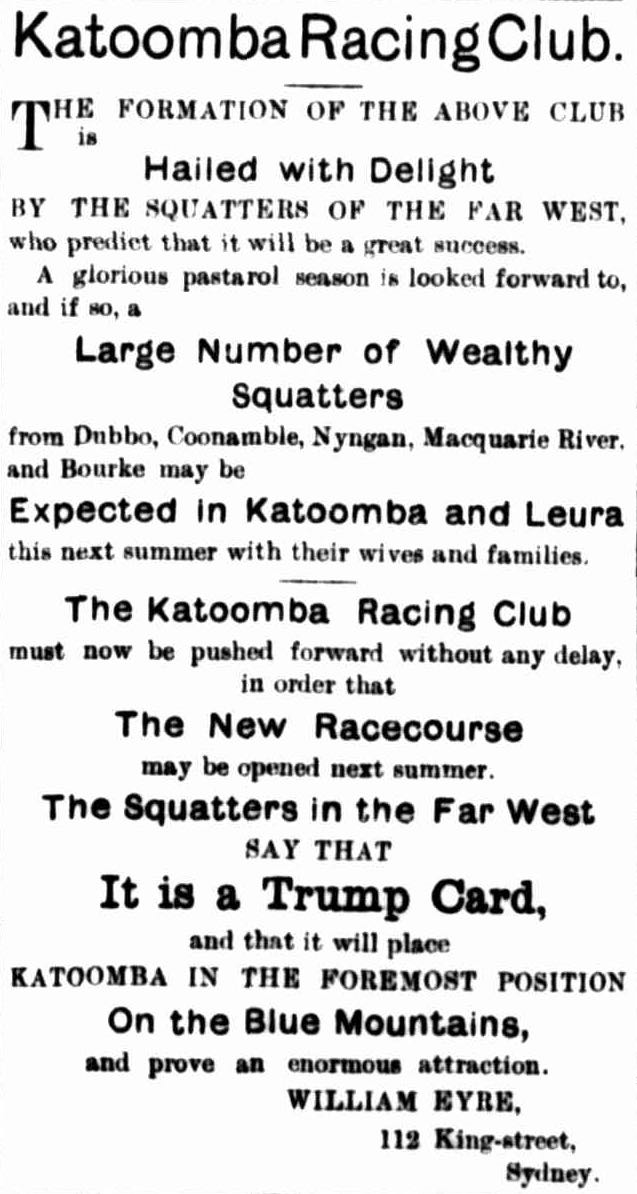 Katoomba Racing Club.
THE FORMATION OF THE ABOVE CLUB
is
Hailed with Delight
BY THE SQUATTERS OF THE FAR WEST,
who predict that it will be a great success.
A glorious pastarol season is looked forward to,
and if so, a
Large Number of Wealthy
Squatters
from Dubbo, Coonamble, Nyngan, Macquarie River,
and Bourke may be
Expected in Katoomba and Leura
this next summer with their wives and families.
The Katoomba Racing Club
must now be pushed forward without any delay,
in order that
The New Racecourse
may be opened next summer.
The Squatters in the Far West
SAY THAT
It is a Trump Card,
and that it will place
KATOOMBA IN THE FOREMOST POSITION
On the Blue Mountains,
and prove an enormous attraction.
WILLIAM EYRE,
112 King-street,
Sydney.